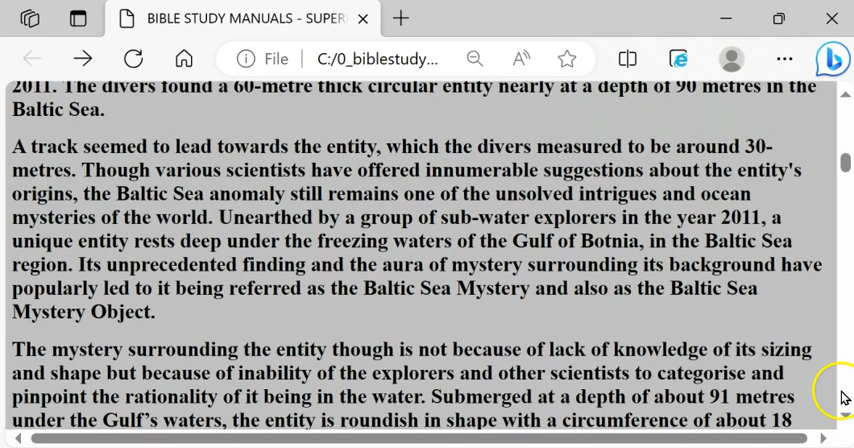 BIBLE STUDY MANUALS - SUPER
File
C:/0_biblestudy...
2011. The divers found a 60-metre thick circular entity nearly at a depth of 90 metres in the
Baltic Sea.
A track seemed to lead towards the entity, which the divers measured to be around 30-
metres. Though various scientists have offered innumerable suggestions about the entity's
origins, the Baltic Sea anomaly still remains one of the unsolved intrigues and ocean
mysteries of the world. Unearthed by a group of sub-water explorers in the year 2011, a
unique entity rests deep under the freezing waters of the Gulf of Botnia, in the Baltic Sea
region. Its unprecedented finding and the aura of mystery surrounding its background have
popularly led to it being referred as the Baltic Sea Mystery and also as the Baltic Sea
Mystery Object.
The mystery surrounding the entity though is not because of lack of knowledge of its sizing
and shape but because of inability of the explorers and other scientists to categorise and
pinpoint the rationality of it being in the water. Submerged at a depth of about 91 metres
under the Gulf’s waters, the entity is roundish in shape with a circumference of about 18